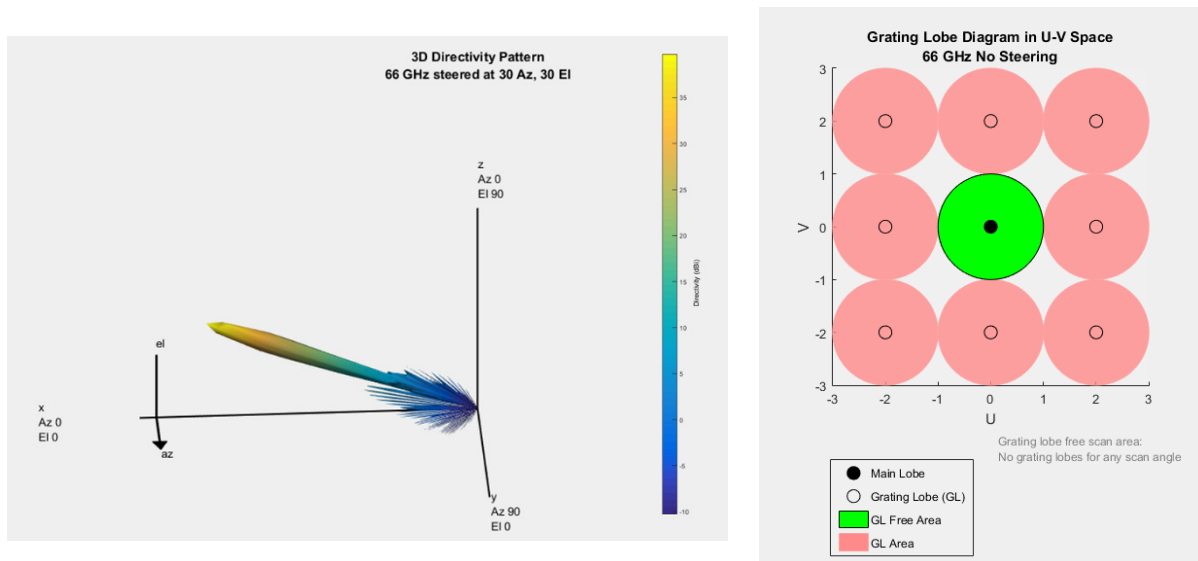 3D Directivity Pattern
66 GHz steered at 30 Az, 30 El
z
Az 0
El 90
el
x
Az 0
El 0
az
y
Az 90
El 0
35
30
25
20
15
10
5
0
-5
-10
Directivity (dBi)
Grating Lobe Diagram in U-V Space
66 GHz No Steering
3
2
1
0
-1
-2
-3
V
-3
-2
-1
0
1
2
3
U
Grating lobe free scan area:
No grating lobes for any scan angle
Main Lobe
Grating Lobe (GL)
GL Free Area
GL Area